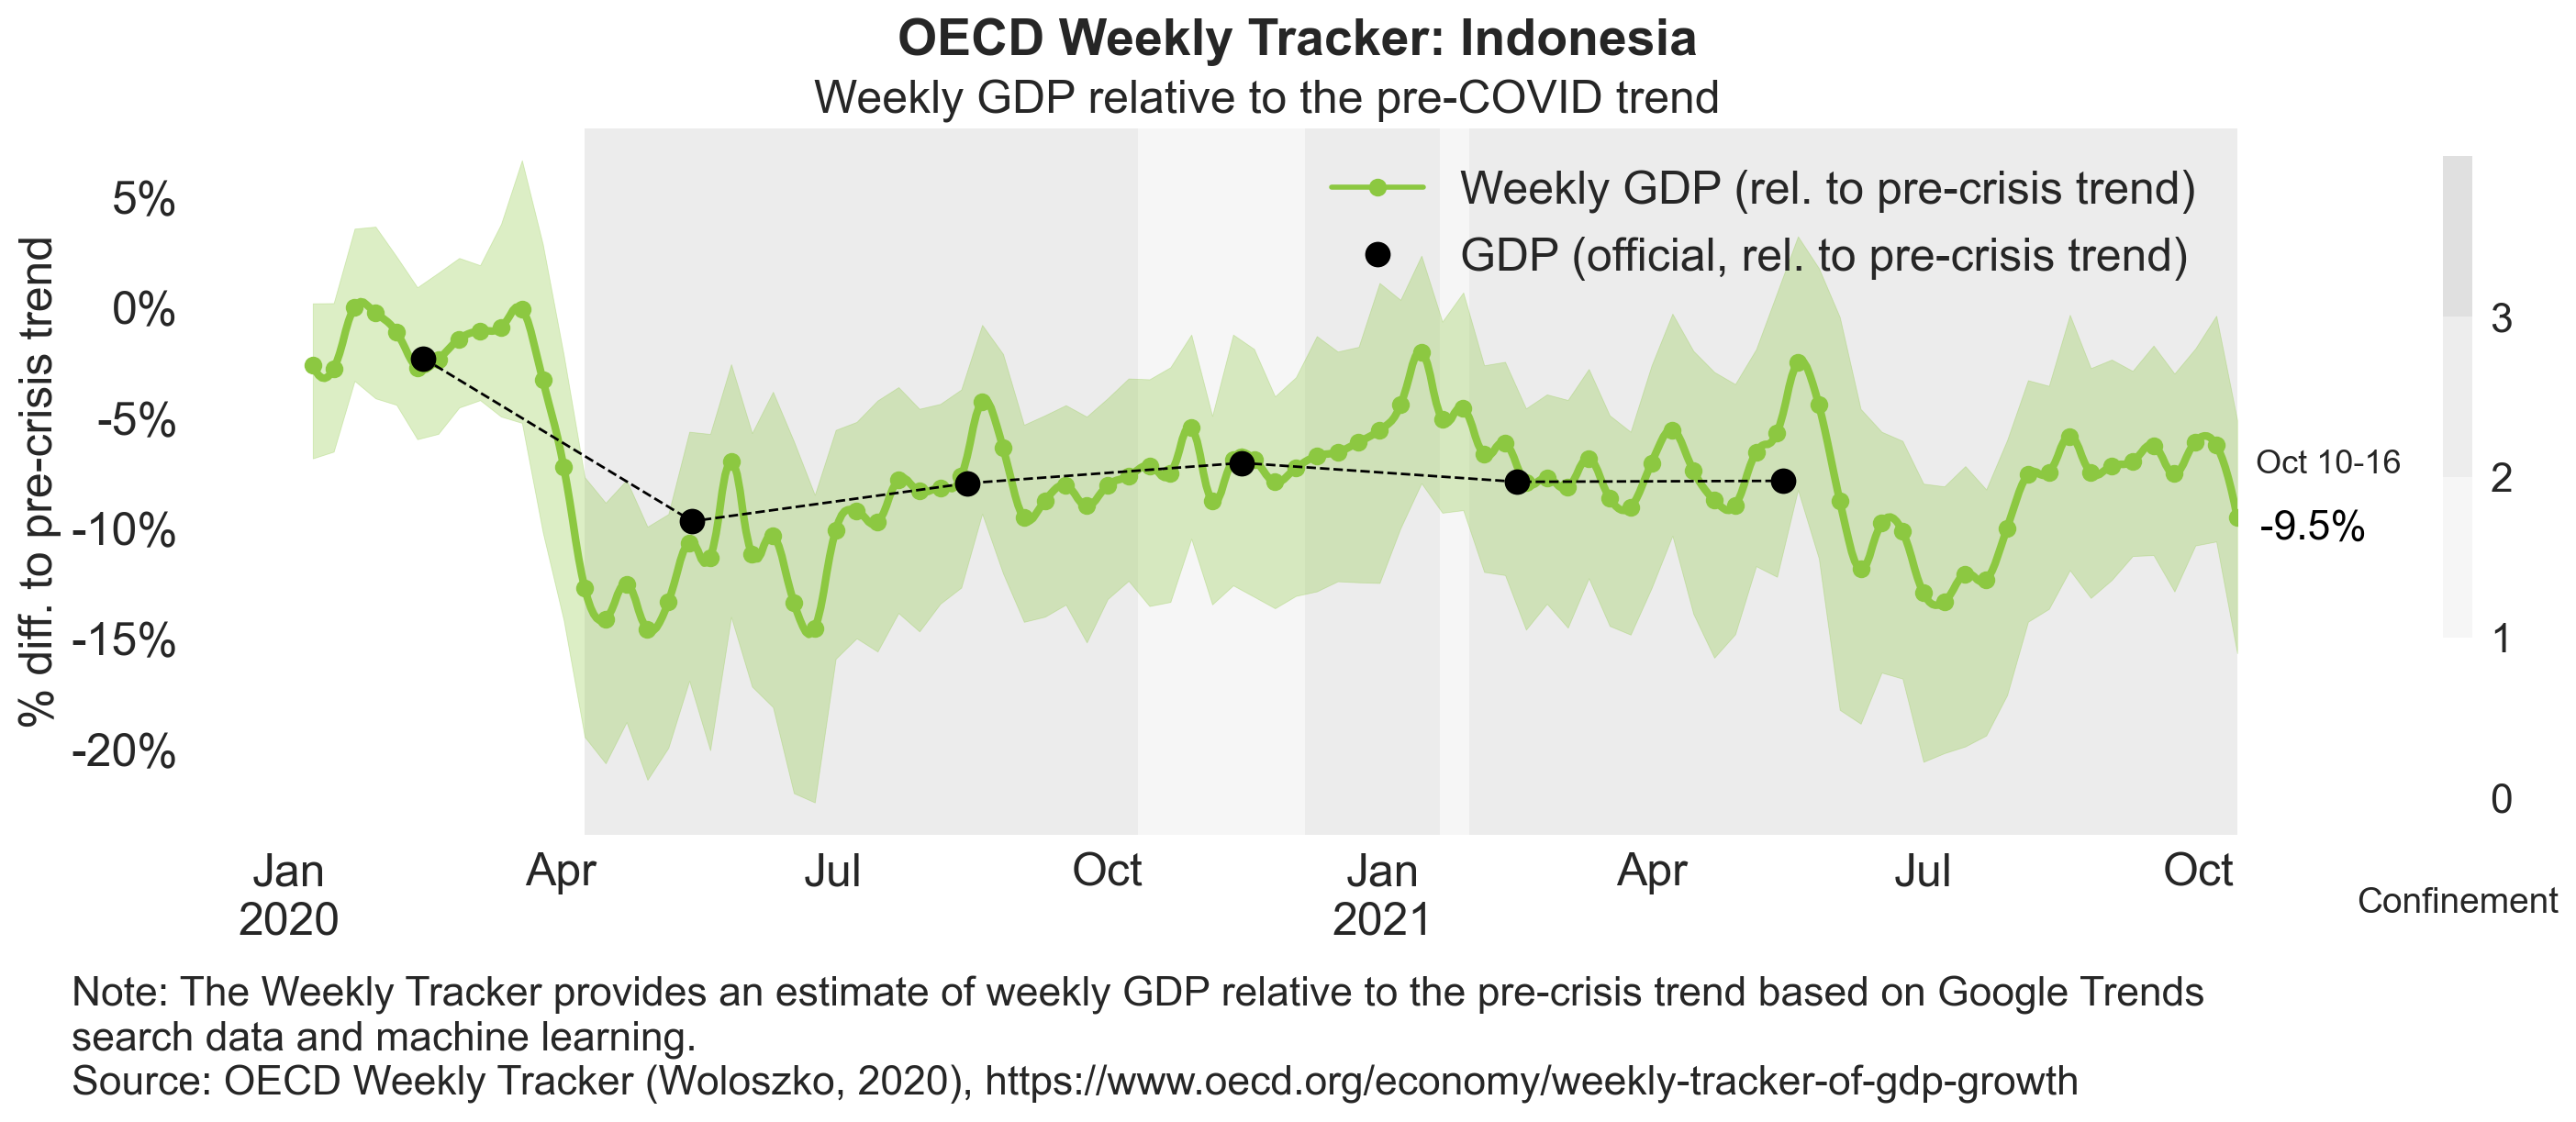 OECD Weekly Tracker: Indonesia
Weekly GDP relative to the pre-COVID trend
% diff. to pre-crisis trend
5%
0%
-5%
-10%
-15%
-20%
Weekly GDP (rel. to pre-crisis trend)
GDP (official, rel. to pre-crisis trend)
Oct 10-16
-9.5%
3
2
1
0
Confinement
Jan Apr Jul Oct Jan Apr Jul Oct
2020 2021
Note: The Weekly Tracker provides an estimate of weekly GDP relative to the pre-crisis trend based on Google Trends
search data and machine learning.
Source: OECD Weekly Tracker (Woloszko, 2020), https://www.oecd.org/economy/weekly-tracker-of-gdp-growth